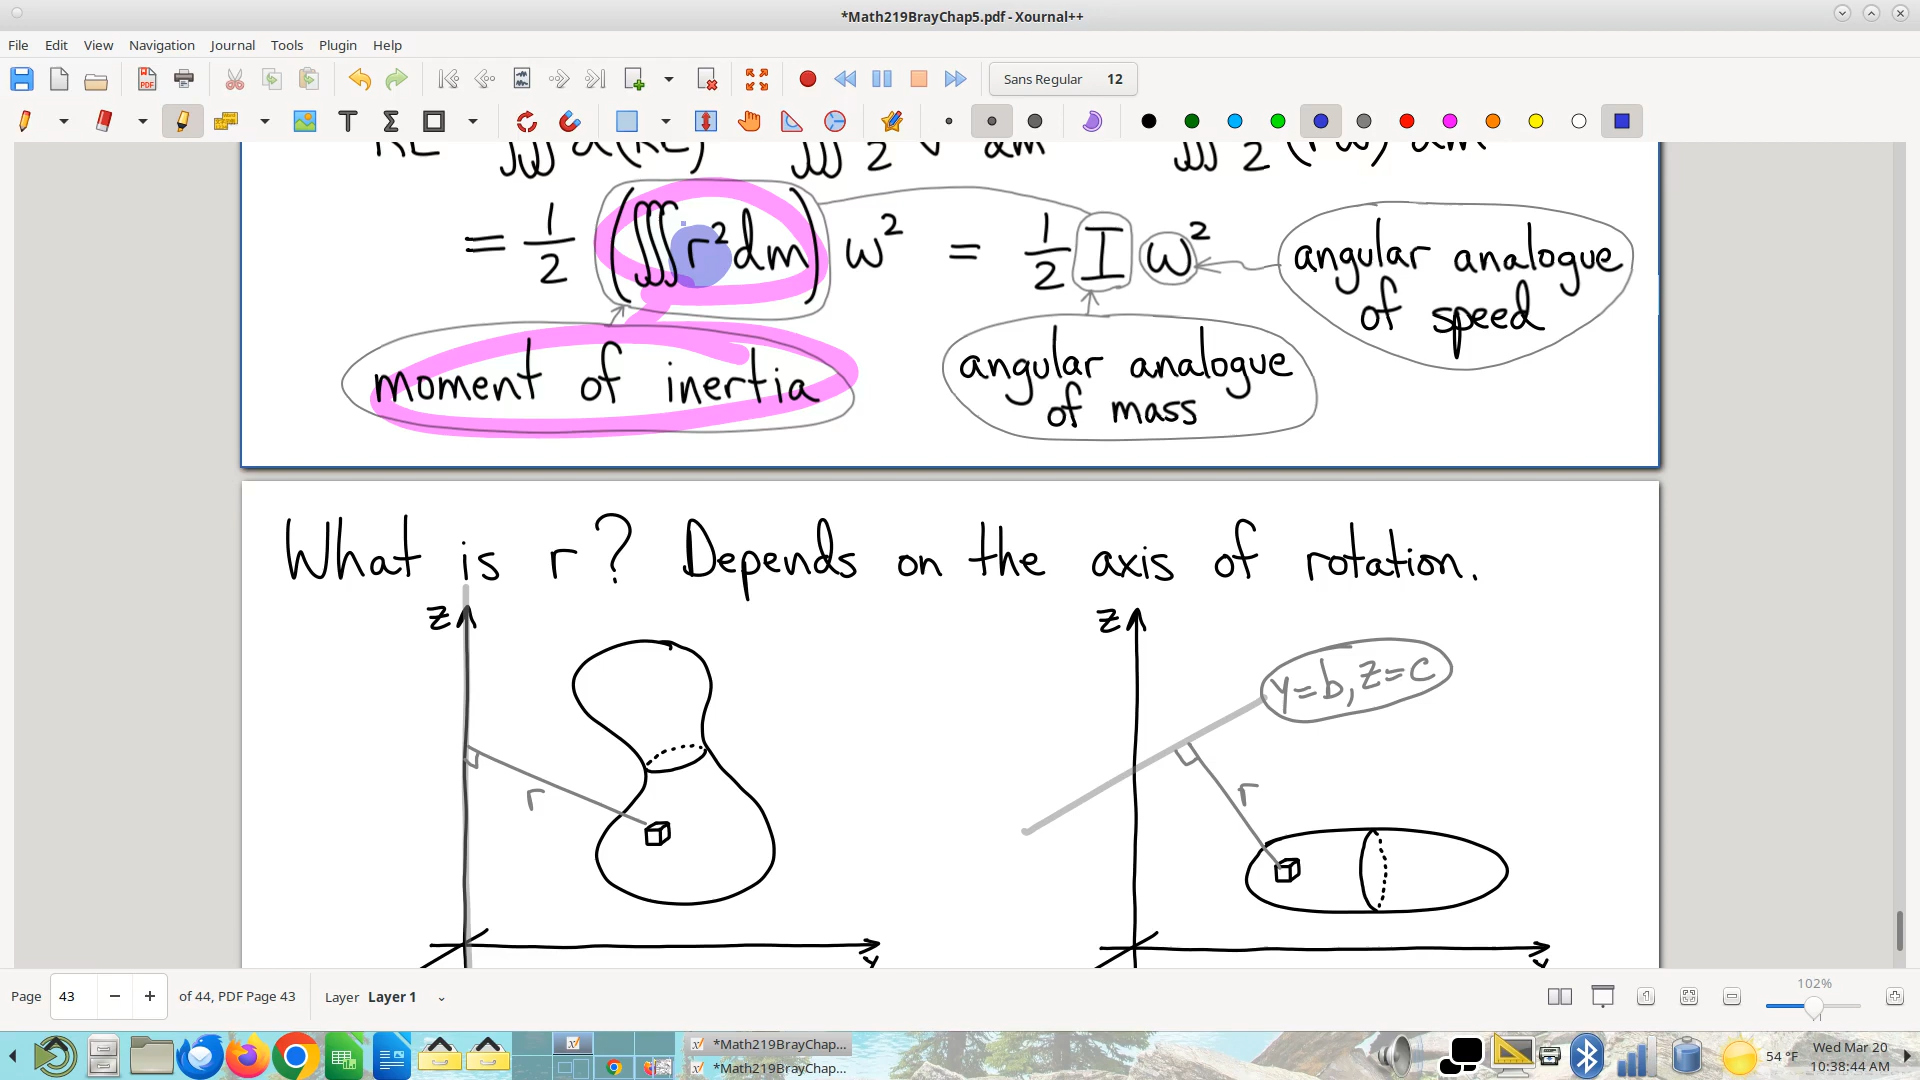 *Math219BrayChap5.pdf - Xournal++
File Edit View Navigation Journal Tools Plugin Help
Sans Regular 12
= 1/2 (∭ r² dm) ω² = 1/2 I ω²
angular analogue
of speed
moment of inertia
angular analogue
of mass
What is r? Depends on the axis of rotation.
z
z
y=b, z=c
r
r
y
y
Page 43 of 44, PDF Page 43 Layer Layer 1
102%
*Math219BrayChap...
*Math219BrayChap...
54 °F
Wed Mar 20
10:38:44 AM